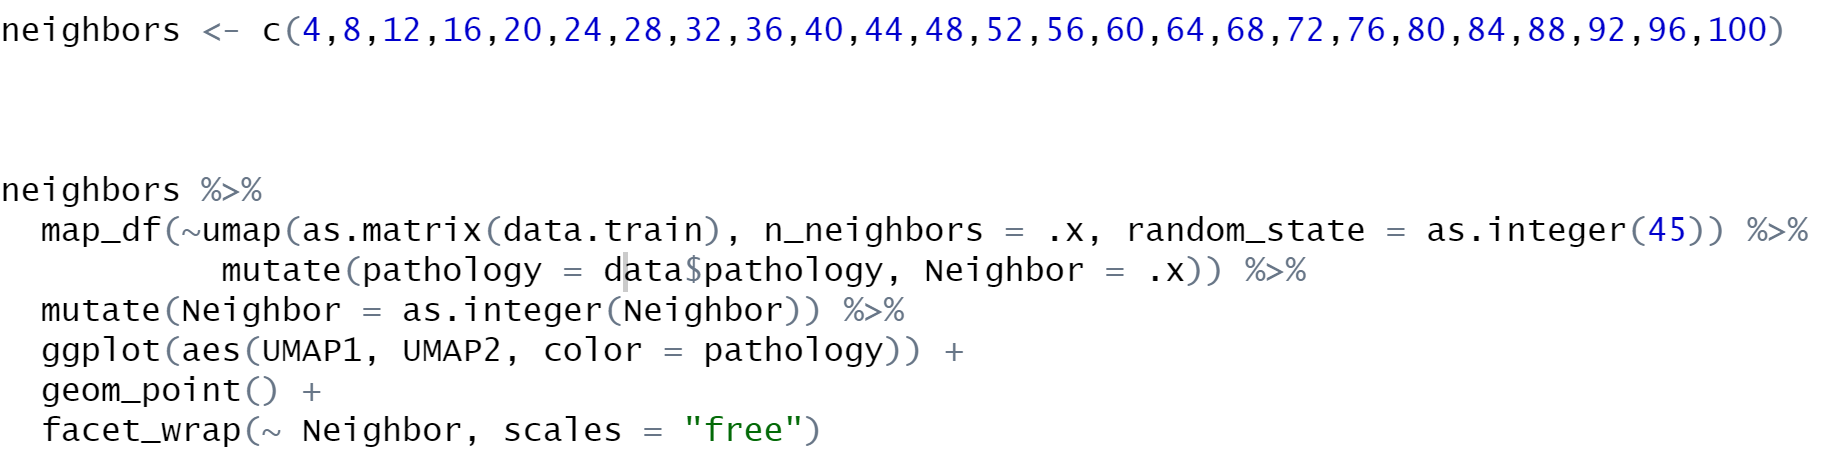 neighbors <- c(4,8,12,16,20,24,28,32,36,40,44,48,52,56,60,64,68,72,76,80,84,88,92,96,100)
neighbors %>%
  map_df(~umap(as.matrix(data.train), n_neighbors = .x, random_state = as.integer(45)) %>%
           mutate(pathology = data$pathology, Neighbor = .x)) %>%
  mutate(Neighbor = as.integer(Neighbor)) %>%
  ggplot(aes(UMAP1, UMAP2, color = pathology)) +
  geom_point() +
  facet_wrap(~ Neighbor, scales = "free")